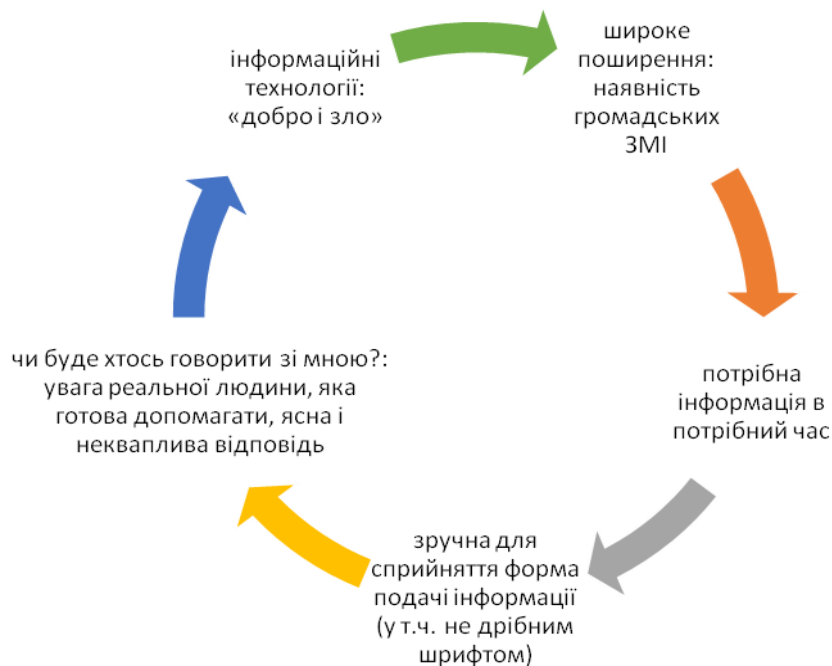 інформаційні
технології:
«добро і зло»
широке
поширення:
наявність
громадських
ЗМІ
потрібна
інформація в
потрібний час
зручна для
сприйняття форма
подачі інформації
(у т.ч. не дрібним
шрифтом)
чи буде хтось говорити зі мною?:
увага реальної людини, яка
готова допомагати, ясна і
неквaплива відповідь